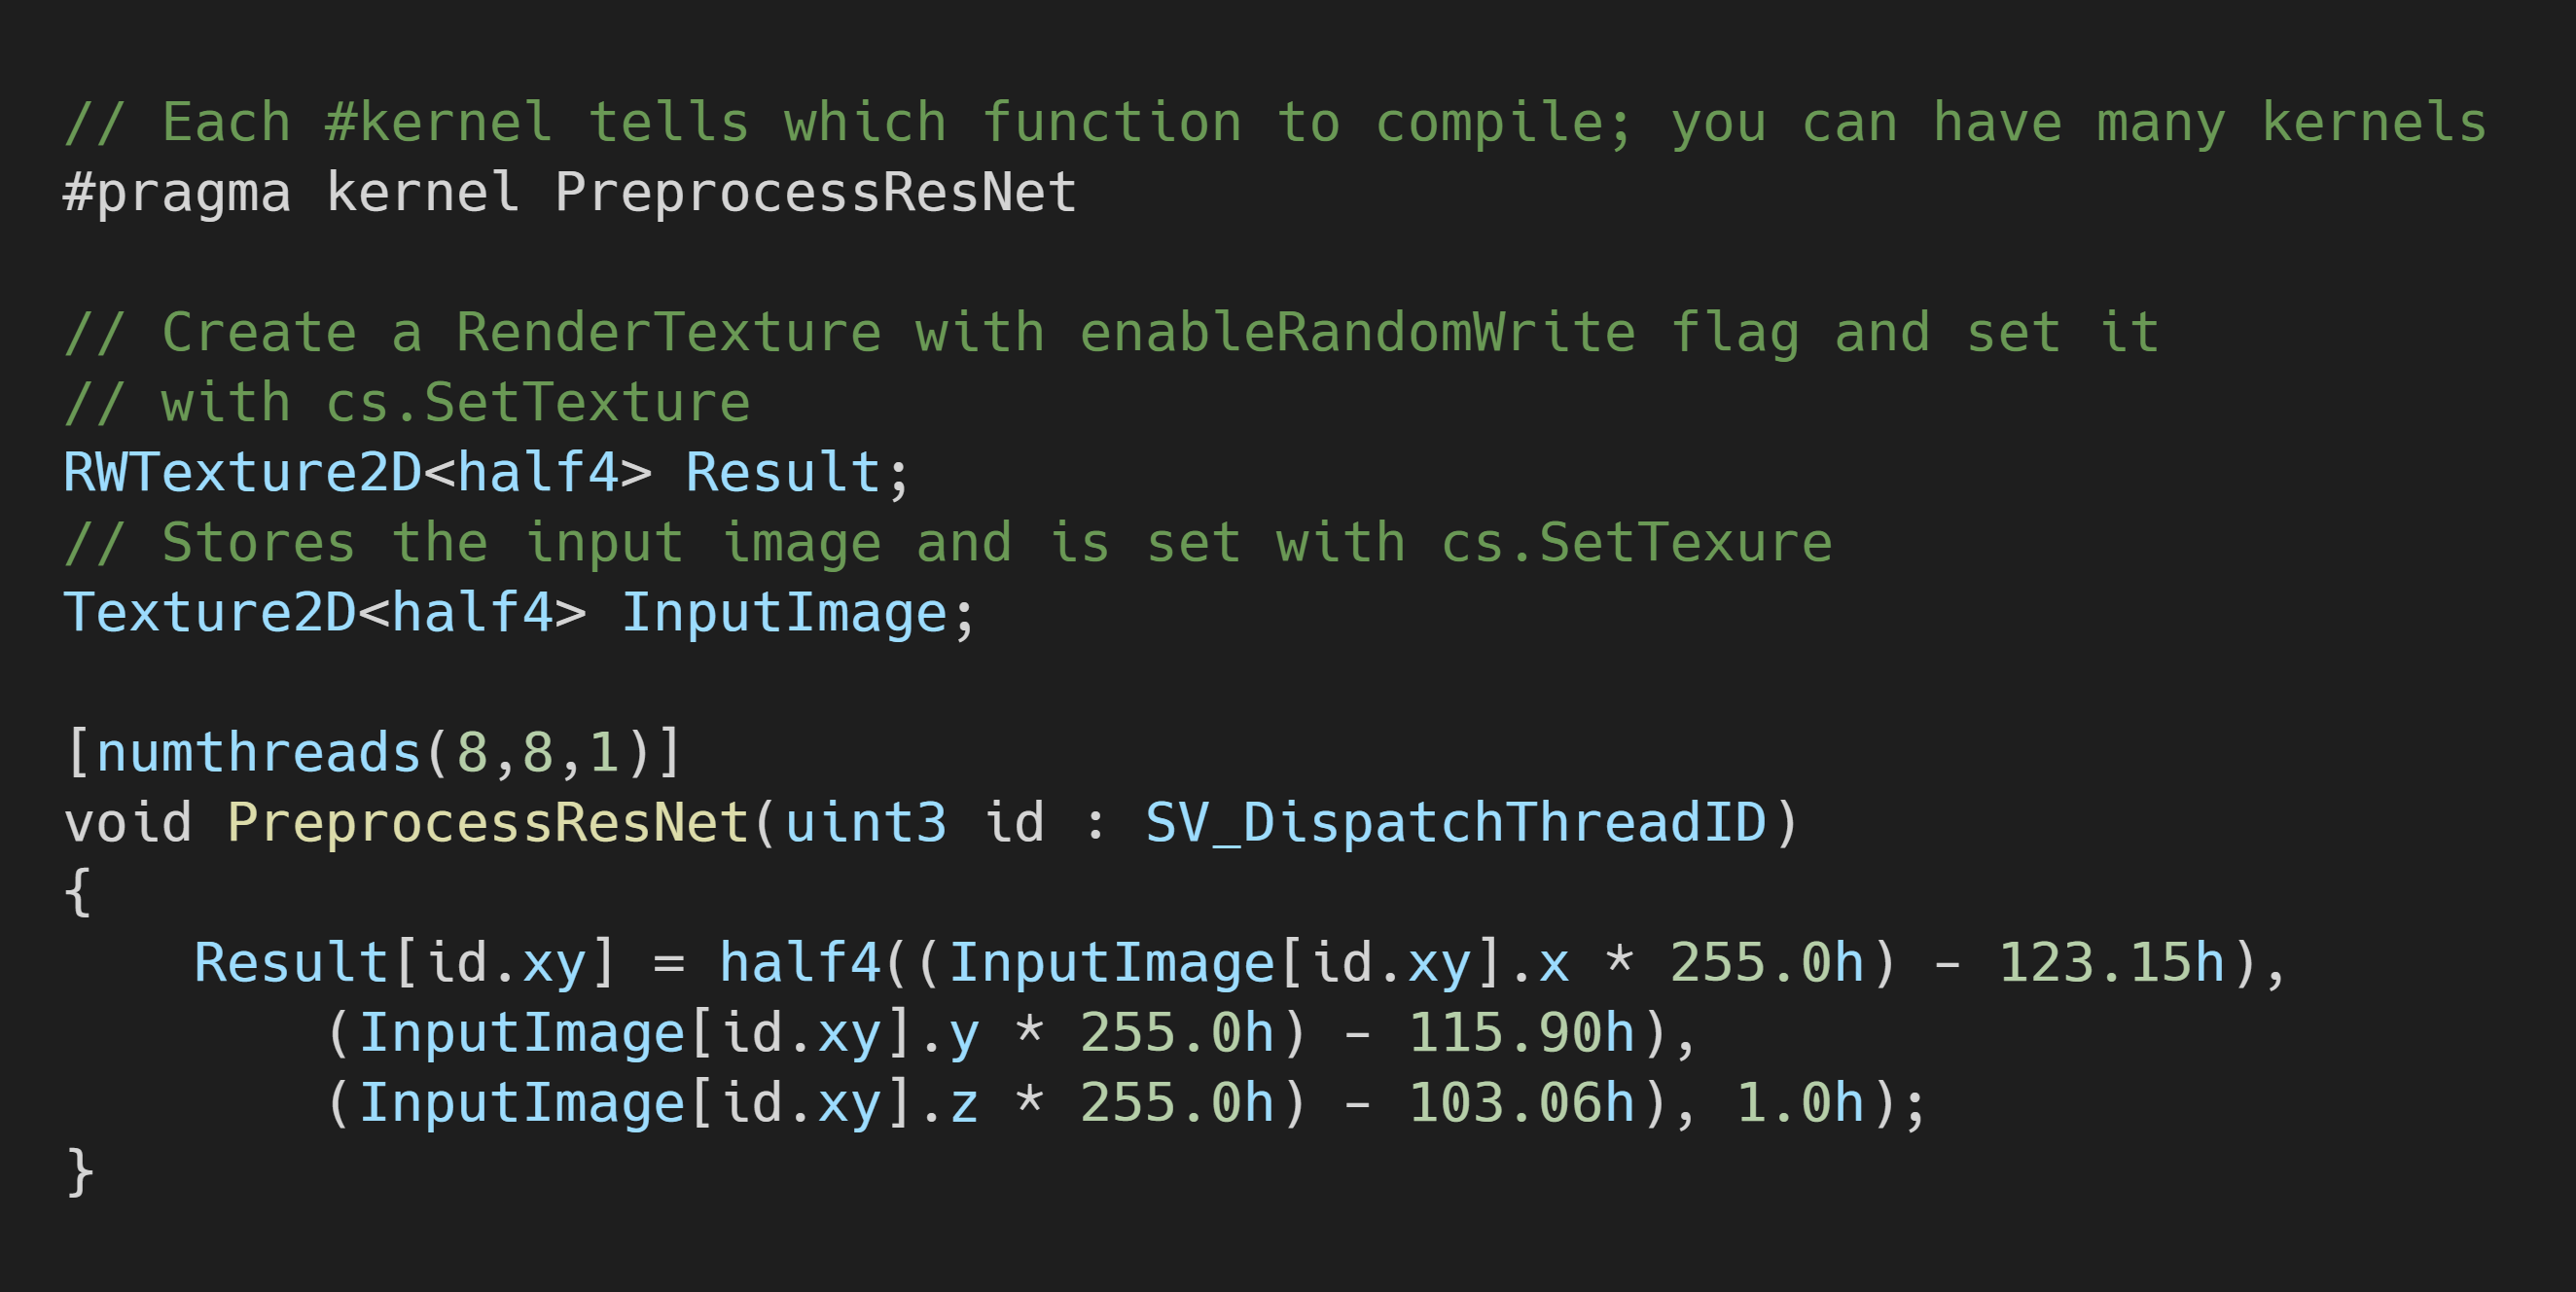 // Each #kernel tells which function to compile; you can have many kernels
#pragma kernel PreprocessResNet
// Create a RenderTexture with enableRandomWrite flag and set it
// with cs.SetTexture
RWTexture2D<half4> Result;
// Stores the input image and is set with cs.SetTexure
Texture2D<half4> InputImage;
[numthreads(8,8,1)]
void PreprocessResNet(uint3 id : SV_DispatchThreadID)
{
    Result[id.xy] = half4((InputImage[id.xy].x * 255.0h) - 123.15h),
        (InputImage[id.xy].y * 255.0h) - 115.90h),
        (InputImage[id.xy].z * 255.0h) - 103.06h), 1.0h);
}